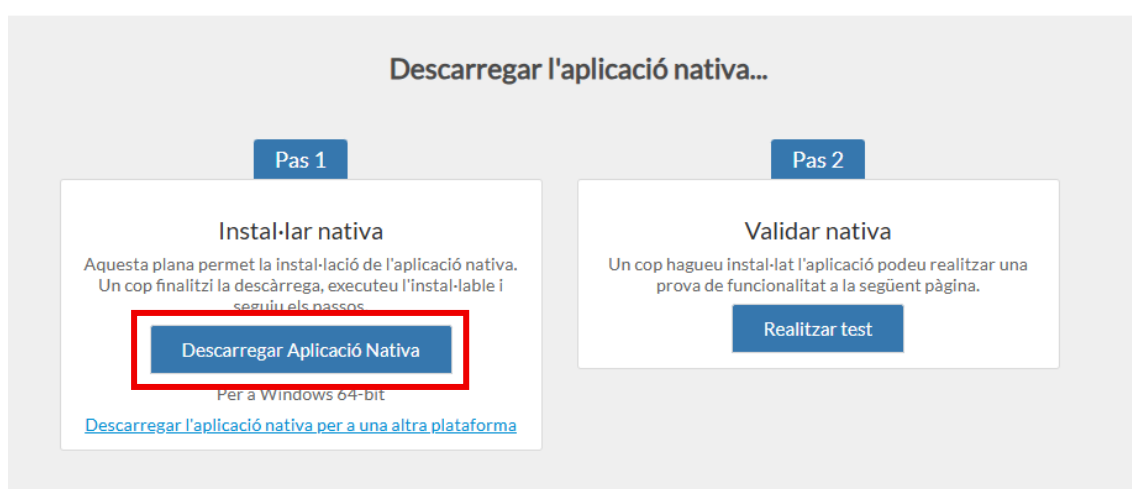 Descarregar l'aplicació nativa...
Pas 1
Instal·lar nativa
Aquesta plana permet la instal·lació de l'aplicació nativa.
Un cop finalitzi la descàrrega, executeu l'instal·lable i
seguiu els passos
Descarregar Aplicació Nativa
Per a Windows 64-bit
Descarregar l'aplicació nativa per a una altra plataforma
Pas 2
Validar nativa
Un cop hagueu instal·lat l'aplicació podeu realitzar una
prova de funcionalitat a la següent pàgina.
Realitzar test